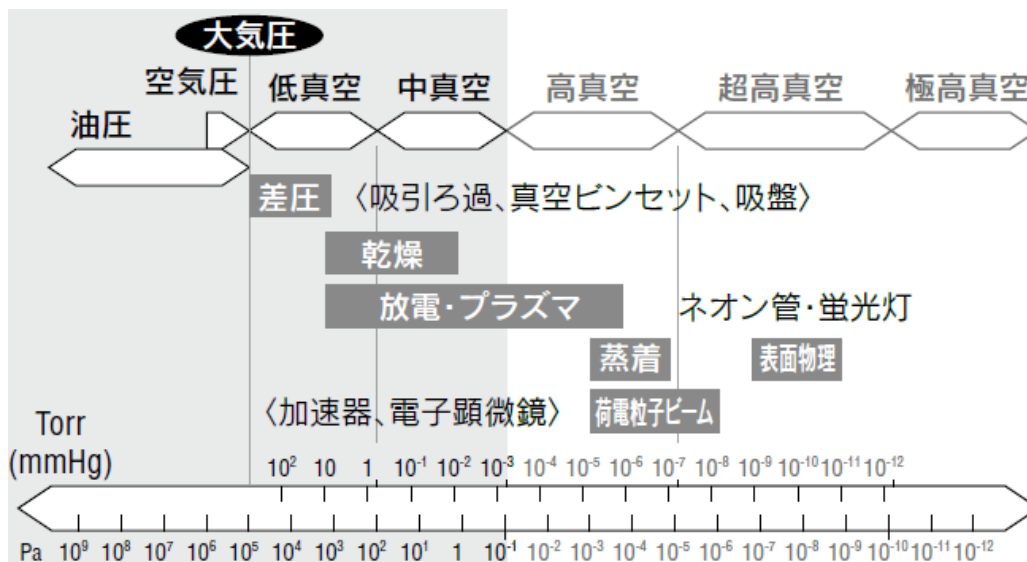 大気圧
空気圧 低真空 中真空 高真空 超高真空 極高真空
油圧
差圧 〈吸引ろ過、真空ピンセット、吸盤〉
乾燥
放電・プラズマ ネオン管・蛍光灯
蒸着 表面物理
〈加速器、電子顕微鏡〉 荷電粒子ビーム
Torr
(mmHg)
10² 10 1 10⁻¹ 10⁻² 10⁻³ 10⁻⁴ 10⁻⁵ 10⁻⁶ 10⁻⁷ 10⁻⁸ 10⁻⁹ 10⁻¹⁰ 10⁻¹¹ 10⁻¹²
Pa 10⁹ 10⁸ 10⁷ 10⁶ 10⁵ 10⁴ 10³ 10² 10¹ 1 10⁻¹ 10⁻² 10⁻³ 10⁻⁴ 10⁻⁵ 10⁻⁶ 10⁻⁷ 10⁻⁸ 10⁻⁹ 10⁻¹⁰ 10⁻¹¹ 10⁻¹²